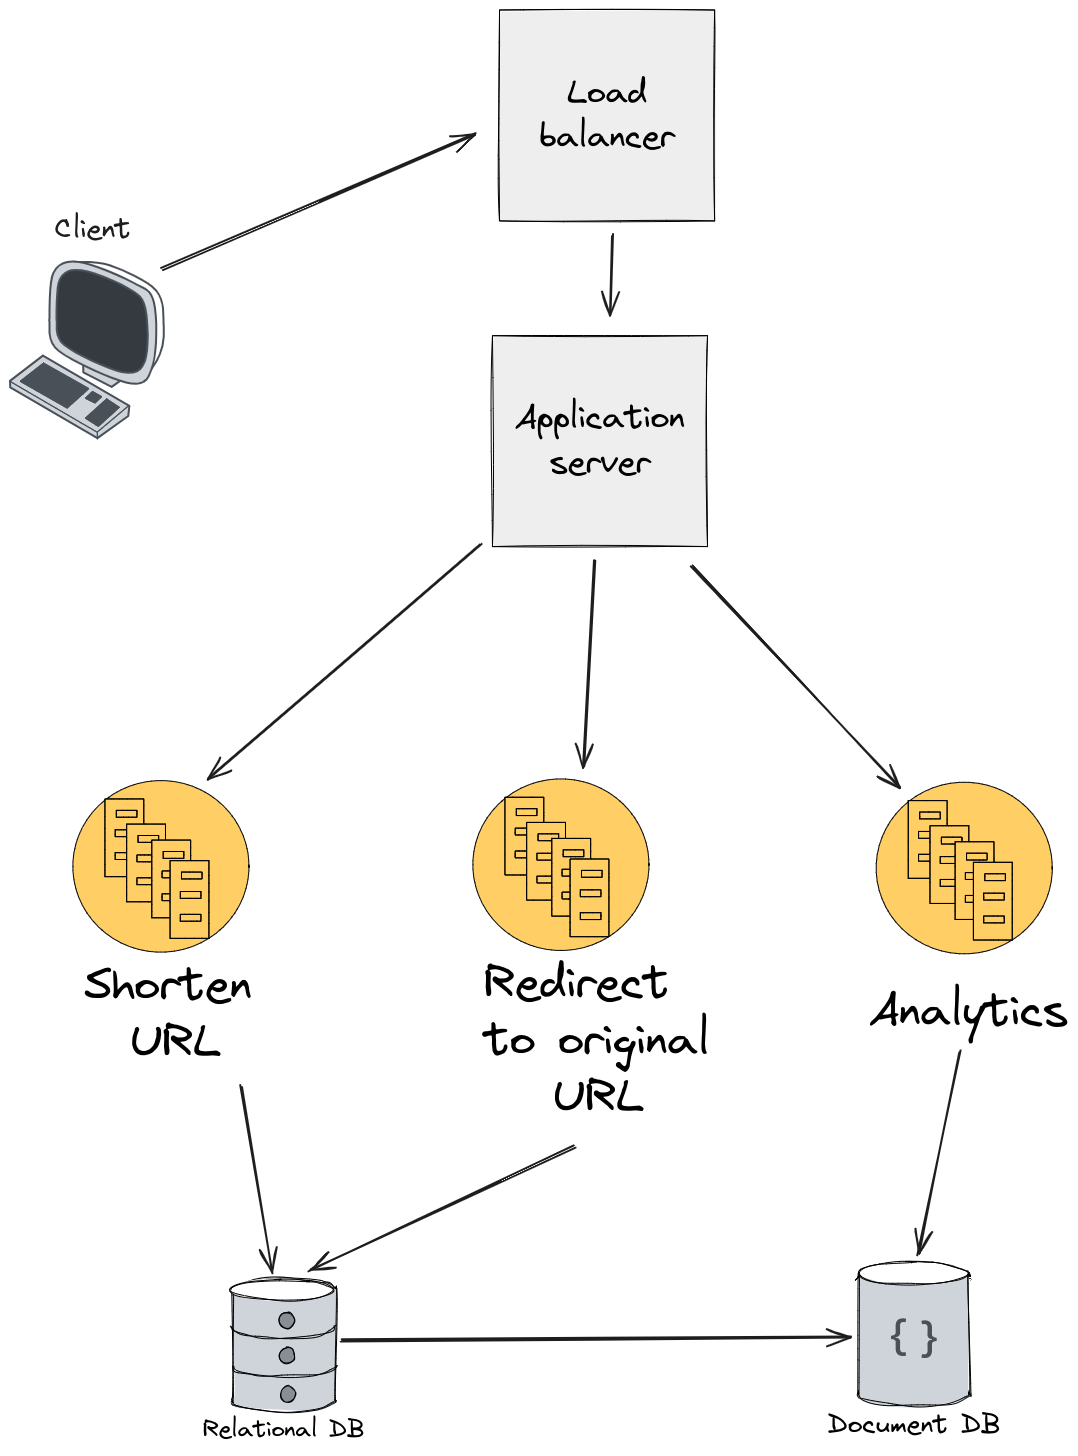 Load
balancer
Client
Application
server
Shorten
URL
Redirect
to original
URL
Analytics
{ }
Relational DB
Document DB